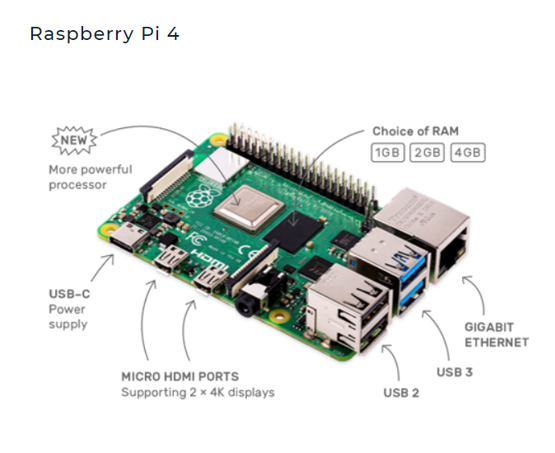 Raspberry Pi 4
NEW
More powerful
processor
Choice of RAM
1GB 2GB 4GB
USB-C
Power
supply
HDMI
MICRO HDMI PORTS
Supporting 2 × 4K displays
GIGABIT
ETHERNET
USB 3
USB 2